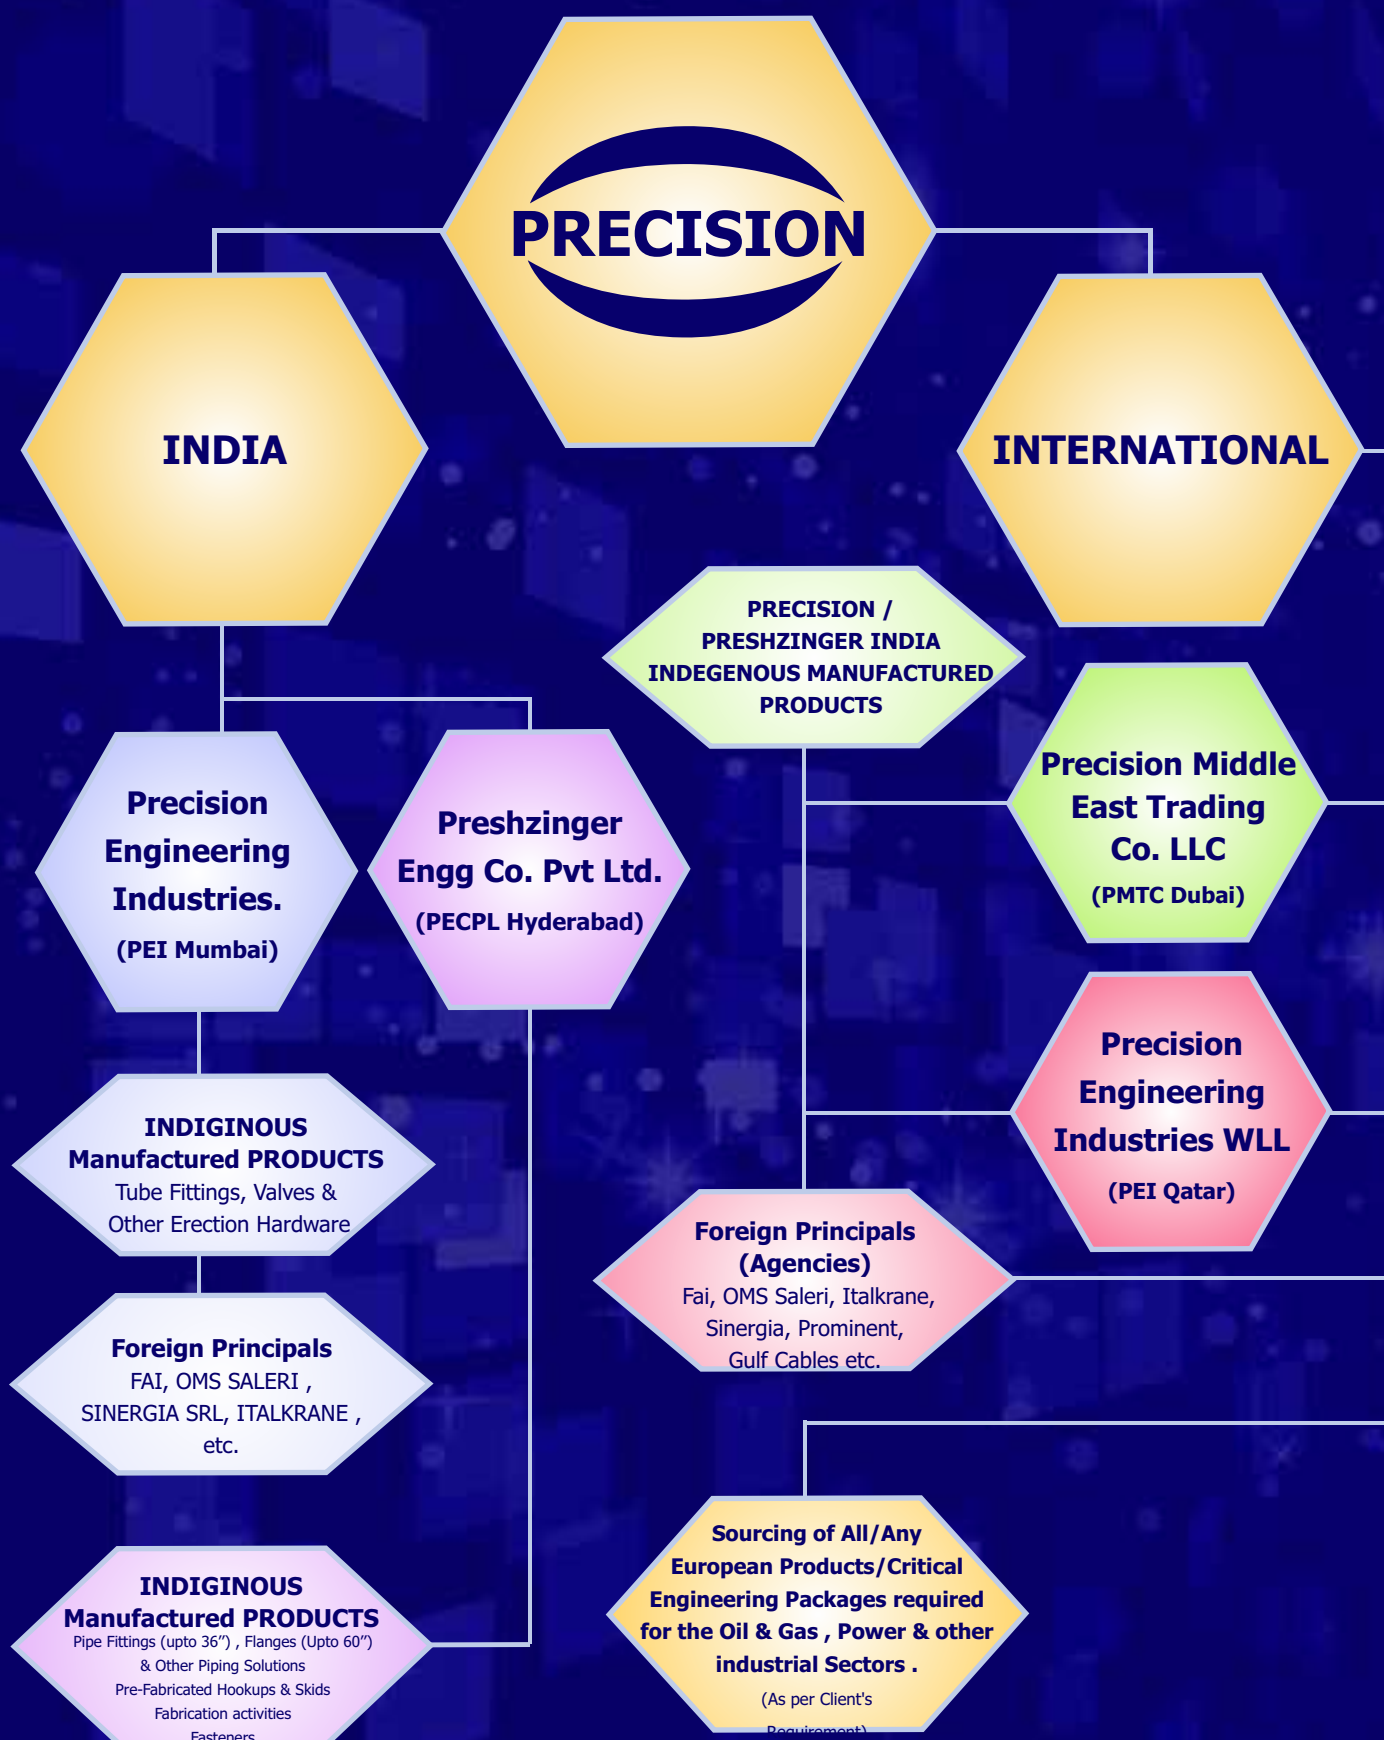 PRECISION
INDIA
INTERNATIONAL
PRECISION /
PRESHZINGER INDIA
INDEGENOUS MANUFACTURED
PRODUCTS
Precision Middle
East Trading
Co. LLC
(PMTC Dubai)
Precision
Engineering
Industries.
(PEI Mumbai)
Preshzinger
Engg Co. Pvt Ltd.
(PECPL Hyderabad)
Precision
Engineering
Industries WLL
(PEI Qatar)
INDIGINOUS
Manufactured PRODUCTS
Tube Fittings, Valves &
Other Erection Hardware
Foreign Principals
(Agencies)
Fai, OMS Saleri, Italkrane,
Sinergia, Prominent,
Gulf Cables etc.
Foreign Principals
FAI, OMS SALERI ,
SINERGIA SRL, ITALKRANE ,
etc.
Sourcing of All/Any
European Products/Critical
Engineering Packages required
for the Oil & Gas , Power & other
industrial Sectors .
(As per Client's
Requirement)
INDIGINOUS
Manufactured PRODUCTS
Pipe Fittings (upto 36”) , Flanges (Upto 60”)
& Other Piping Solutions
Pre-Fabricated Hookups & Skids
Fabrication activities
Fasteners